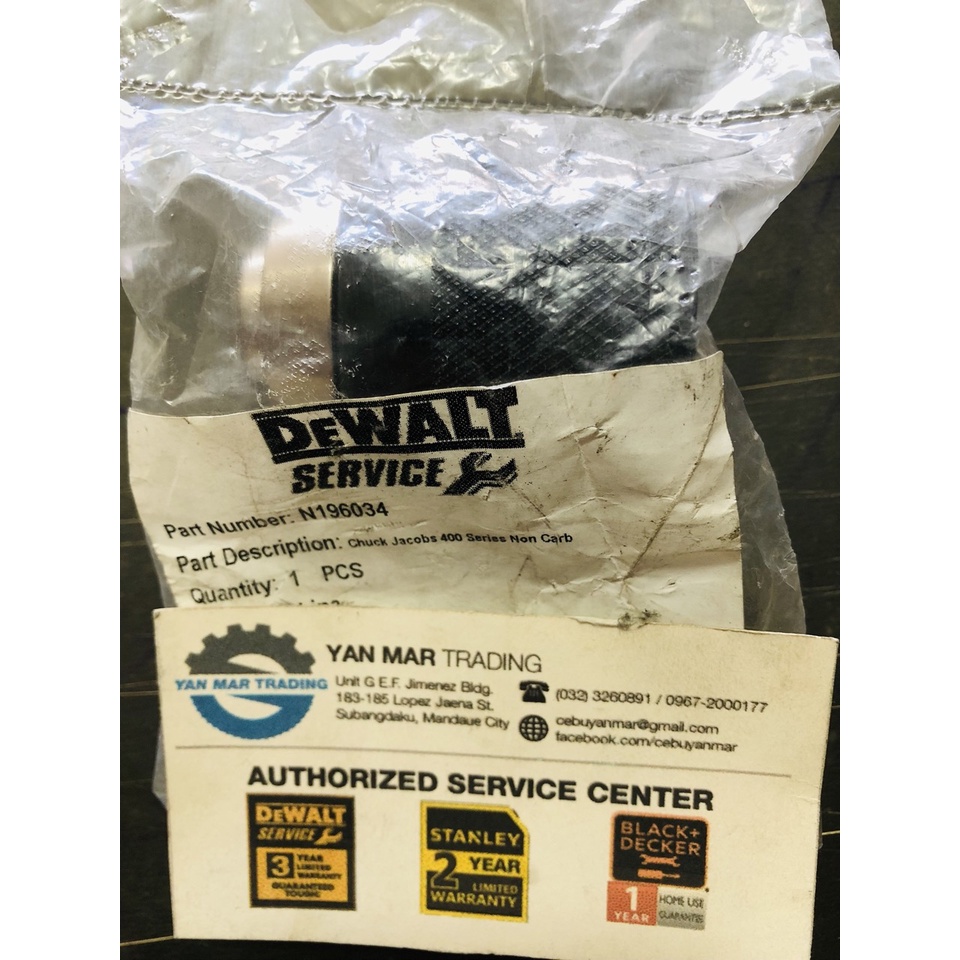 DEWALT
SERVICE
Part Number: N196034
Part Description: Chuck Jacobs 400 Series Non Carb
Quantity: 1 PCS
YAN MAR TRADING
YAN MAR TRADING
Unit G E.F. Jimenez Bldg.
183-185 Lopez Jaena St.
Subangdaku, Mandaue City
(032) 3260891 / 0967-2000177
cebuyanmar@gmail.com
facebook.com/cebuyanmar
AUTHORIZED SERVICE CENTER
DEWALT
SERVICE
3 YEAR
LIMITED
WARRANTY
GUARANTEED
TOUGH
STANLEY
2 YEAR
LIMITED
WARRANTY
BLACK+
DECKER
1
YEAR
HOME USE
GUARANTEE